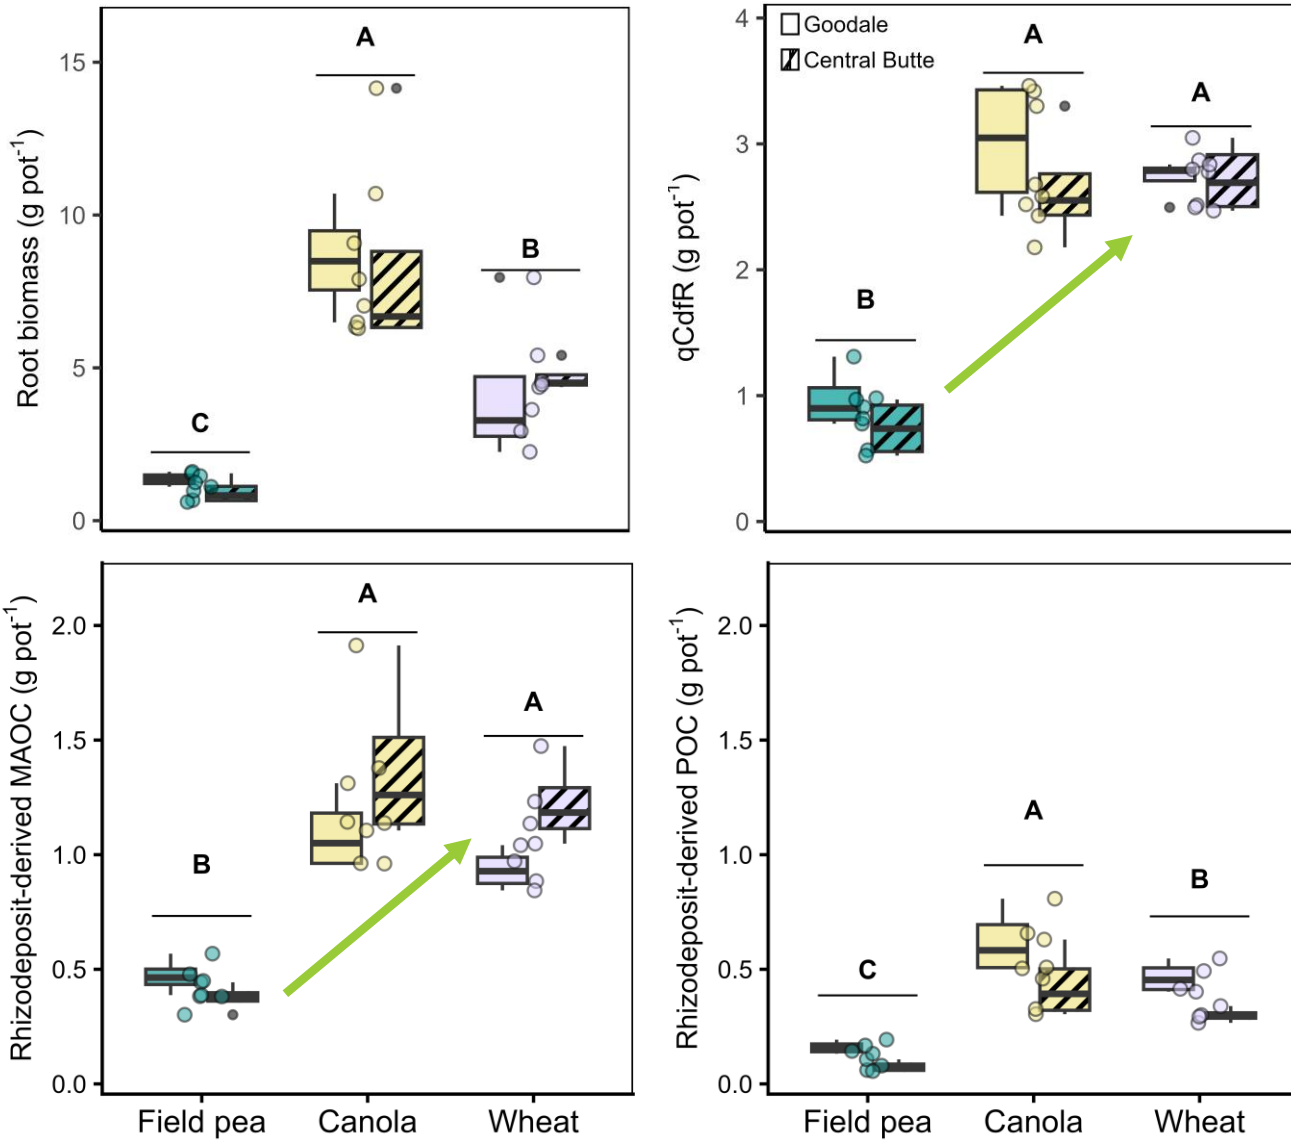 Root biomass (g pot⁻¹)
15
10
5
0
A
B
C
qCdfR (g pot⁻¹)
4
3
2
1
0
Goodale
Central Butte
A
A
B
Rhizodeposit-derived MAOC (g pot⁻¹)
2.0
1.5
1.0
0.5
0.0
A
A
B
Field pea Canola Wheat
Rhizodeposit-derived POC (g pot⁻¹)
2.0
1.5
1.0
0.5
0.0
A
B
C
Field pea Canola Wheat